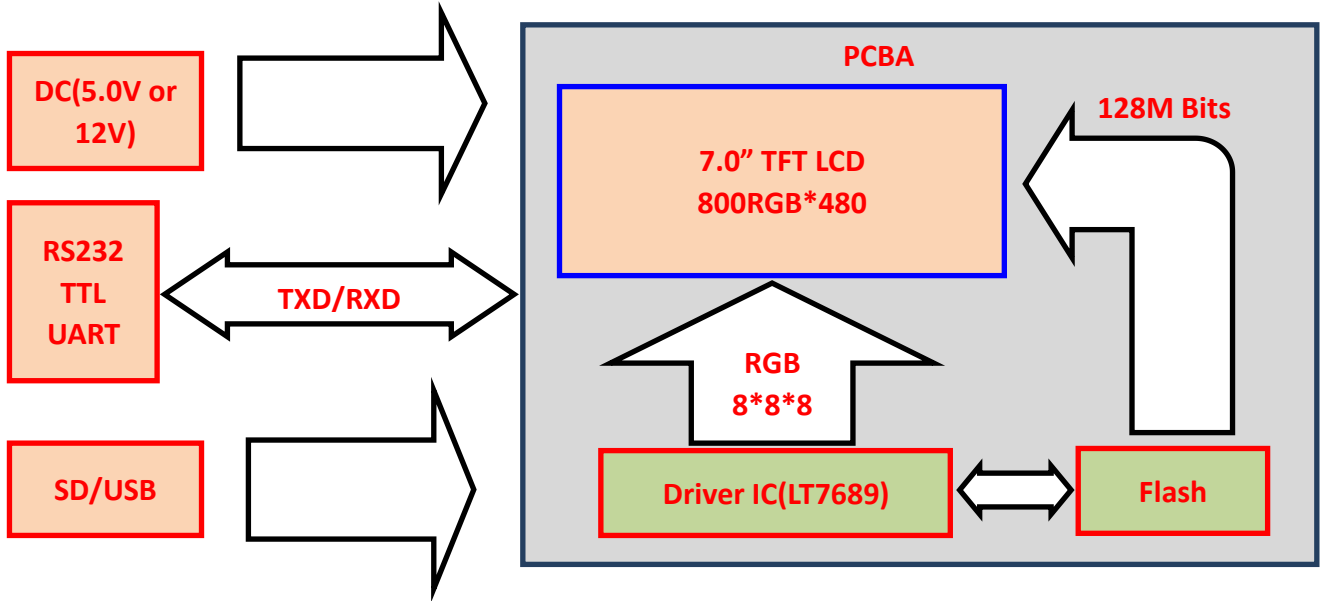 DC(5.0V or
12V)
RS232
TTL
UART
TXD/RXD
SD/USB
PCBA
7.0” TFT LCD
800RGB*480
128M Bits
RGB
8*8*8
Driver IC(LT7689)
Flash